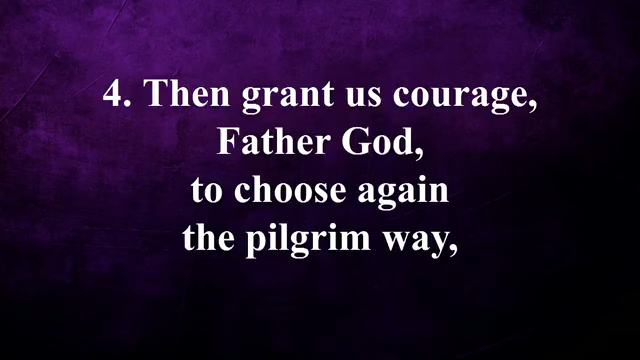 4. Then grant us courage,
Father God,
to choose again
the pilgrim way,